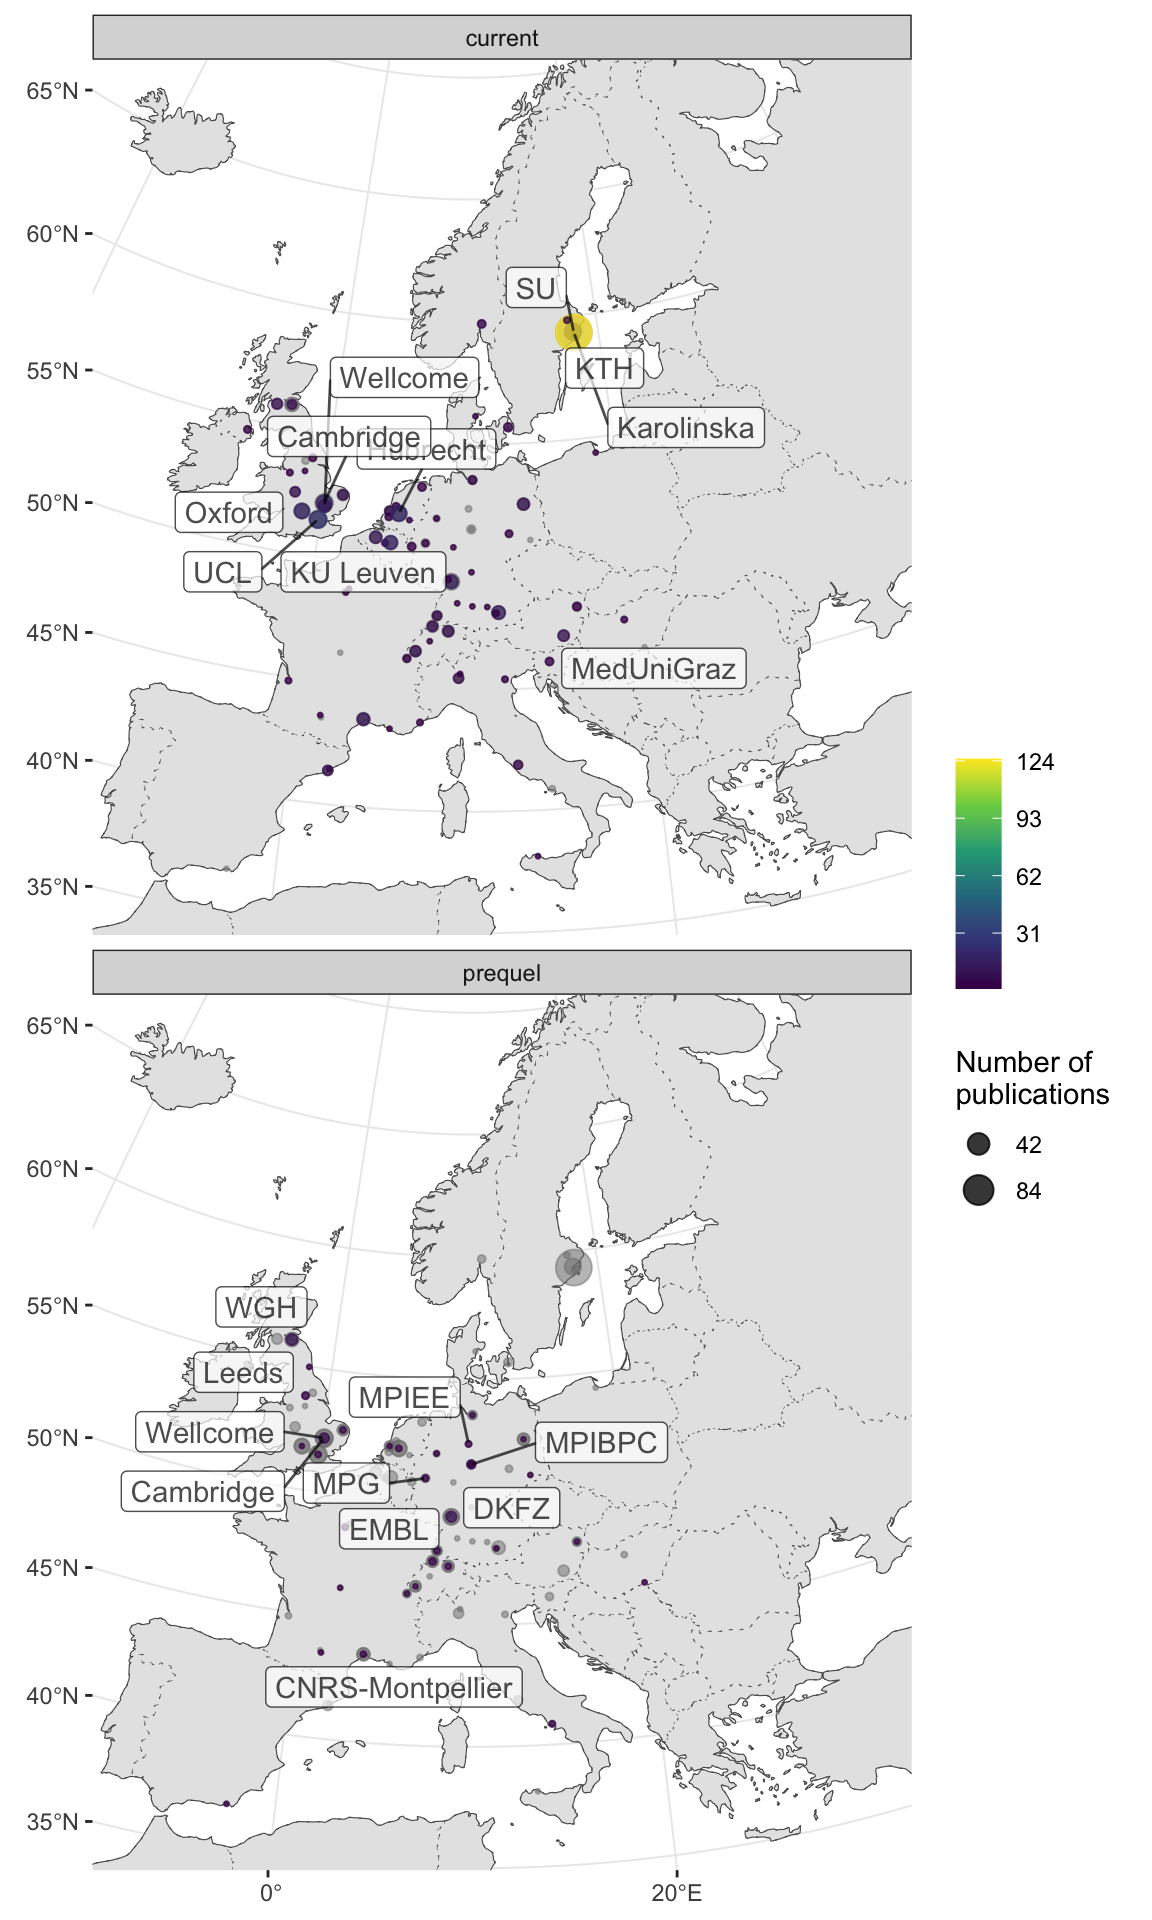 current
65°N
60°N
55°N
50°N
45°N
40°N
35°N
SU
KTH
Karolinska
Wellcome
Cambridge
Hubrecht
Oxford
UCL
KU Leuven
MedUniGraz
124
93
62
31
Number of
publications
42
84
prequel
65°N
60°N
55°N
50°N
45°N
40°N
35°N
WGH
Leeds
MPIEE
Wellcome
MPIBPC
Cambridge
MPG
DKFZ
EMBL
CNRS-Montpellier
0°
20°E